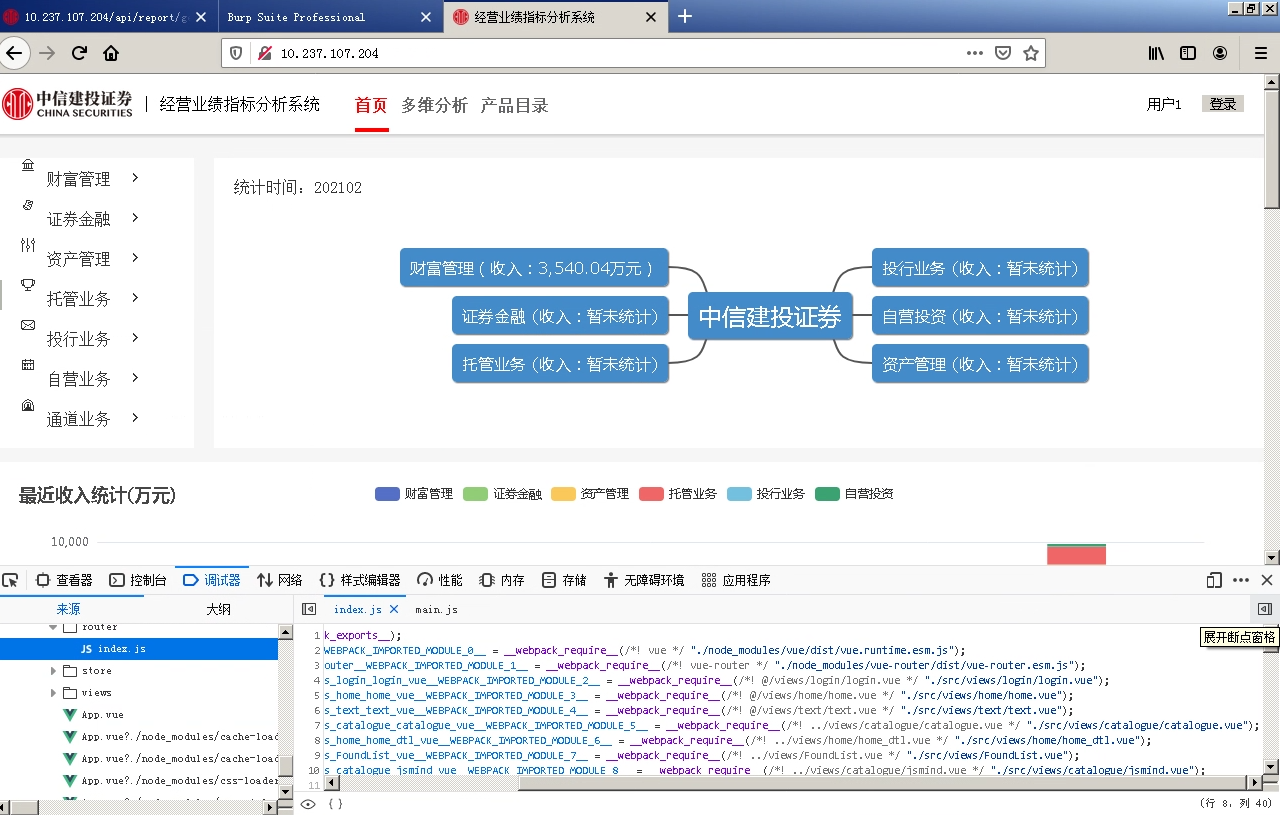 10.237.107.204/api/report/g
Burp Suite Professional
经营业绩指标分析系统
10.237.107.204
中信建投证券
CHINA SECURITIES
经营业绩指标分析系统
首页 多维分析 产品目录
用户1 登录
财富管理
证券金融
资产管理
托管业务
投行业务
自营业务
通道业务
统计时间：202102
财富管理（收入：3,540.04万元）
证券金融（收入：暂未统计）
托管业务（收入：暂未统计）
中信建投证券
投行业务（收入：暂未统计）
自营投资（收入：暂未统计）
资产管理（收入：暂未统计）
最近收入统计(万元)
财富管理 证券金融 资产管理 托管业务 投行业务 自营投资
10,000
查看器 控制台 调试器 网络 {} 样式编辑器 性能 内存 存储 无障碍环境 应用程序
来源 大纲
index.js main.js
展开断点窗格
router
JS index.js
store
views
App.vue
App.vue?./node_modules/cache-load
App.vue?./node_modules/cache-load
App.vue?./node_modules/css-loader
1 k_exports__);
2 WEBPACK_IMPORTED_MODULE_0__ = __webpack_require__(/*! vue */ "./node_modules/vue/dist/vue.runtime.esm.js");
3 outer__WEBPACK_IMPORTED_MODULE_1__ = __webpack_require__(/*! vue-router */ "./node_modules/vue-router/dist/vue-router.esm.js");
4 s_login_login_vue__WEBPACK_IMPORTED_MODULE_2__ = __webpack_require__(/*! @/views/login/login.vue */ "./src/views/login/login.vue");
5 s_home_home_vue__WEBPACK_IMPORTED_MODULE_3__ = __webpack_require__(/*! @/views/home/home.vue */ "./src/views/home/home.vue");
6 s_text_text_vue__WEBPACK_IMPORTED_MODULE_4__ = __webpack_require__(/*! @/views/text/text.vue */ "./src/views/text/text.vue");
7 s_catalogue_catalogue_vue__WEBPACK_IMPORTED_MODULE_5__ = __webpack_require__(/*! ../views/catalogue/catalogue.vue */ "./src/views/catalogue/catalogue.vue");
8 s_home_home_dtl_vue__WEBPACK_IMPORTED_MODULE_6__ = __webpack_require__(/*! ../views/home/home_dtl.vue */ "./src/views/home/home_dtl.vue");
9 s_FoundList_vue__WEBPACK_IMPORTED_MODULE_7__ = __webpack_require__(/*! ../views/FoundList.vue */ "./src/views/FoundList.vue");
10 s_catalogue_jsmind_vue__WEBPACK_IMPORTED_MODULE_8__ = __webpack_require__(/*! ../views/catalogue/jsmind.vue */ "./src/views/catalogue/jsmind.vue");
11
{ }
(行 8，列 40)